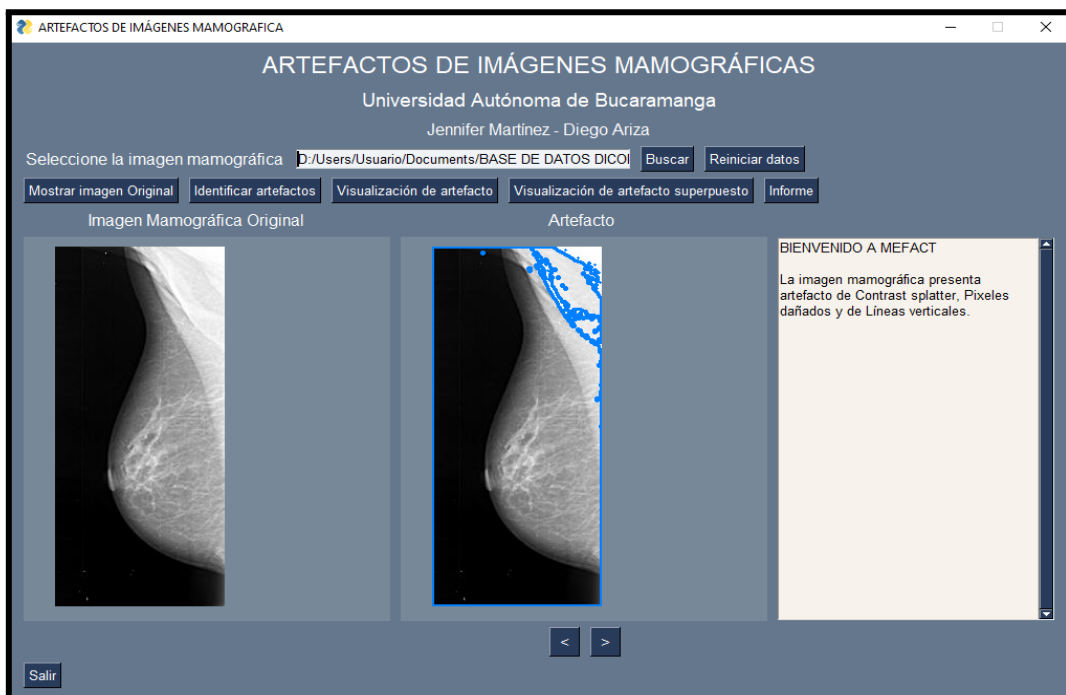 ARTEFACTOS DE IMÁGENES MAMOGRAFICA
ARTEFACTOS DE IMÁGENES MAMOGRÁFICAS
Universidad Autónoma de Bucaramanga
Jennifer Martínez - Diego Ariza
Seleccione la imagen mamográfica D:/Users/Usuario/Documents/BASE DE DATOS DICOI Buscar Reiniciar datos
Mostrar imagen Original Identificar artefactos Visualización de artefacto Visualización de artefacto superpuesto Informe
Imagen Mamográfica Original Artefacto
BIENVENIDO A MEFACT
La imagen mamográfica presenta
artefacto de Contrast splatter, Pixeles
dañados y de Líneas verticales.
< >
Salir